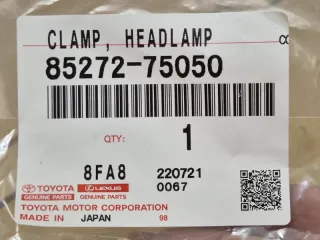 CLAMP, HEADLAMP
85272-75050
QTY: 1
8FA8 220721
0067
TOYOTA LEXUS
GENUINE PARTS GENUINE PARTS
TOYOTA MOTOR CORPORATION
MADE IN JAPAN 98